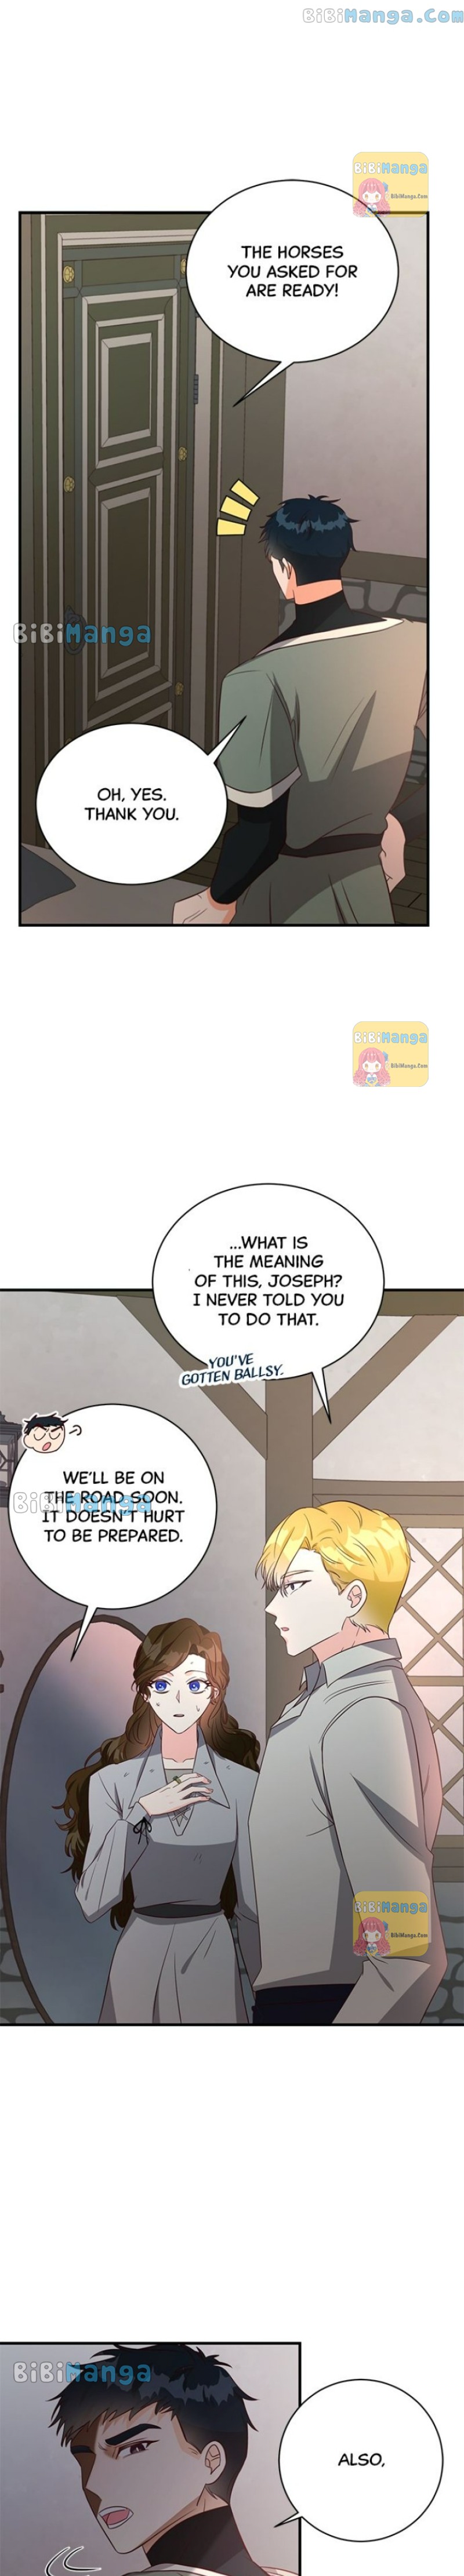 BiBiManga.Com
BiBiManga
BibiManga.Com
THE HORSES
YOU ASKED FOR
ARE READY!
BiBiManga
OH, YES.
THANK YOU.
BiBiManga
BibiManga.Com
...WHAT IS
THE MEANING
OF THIS, JOSEPH?
I NEVER TOLD YOU
TO DO THAT.
YOU'VE
GOTTEN BALLSY.
WE'LL BE ON
THE ROAD SOON.
BiBiManga
IT DOESN'T HURT
TO BE PREPARED.
BiBiManga
BibiManga.Com
BiBiManga
ALSO,